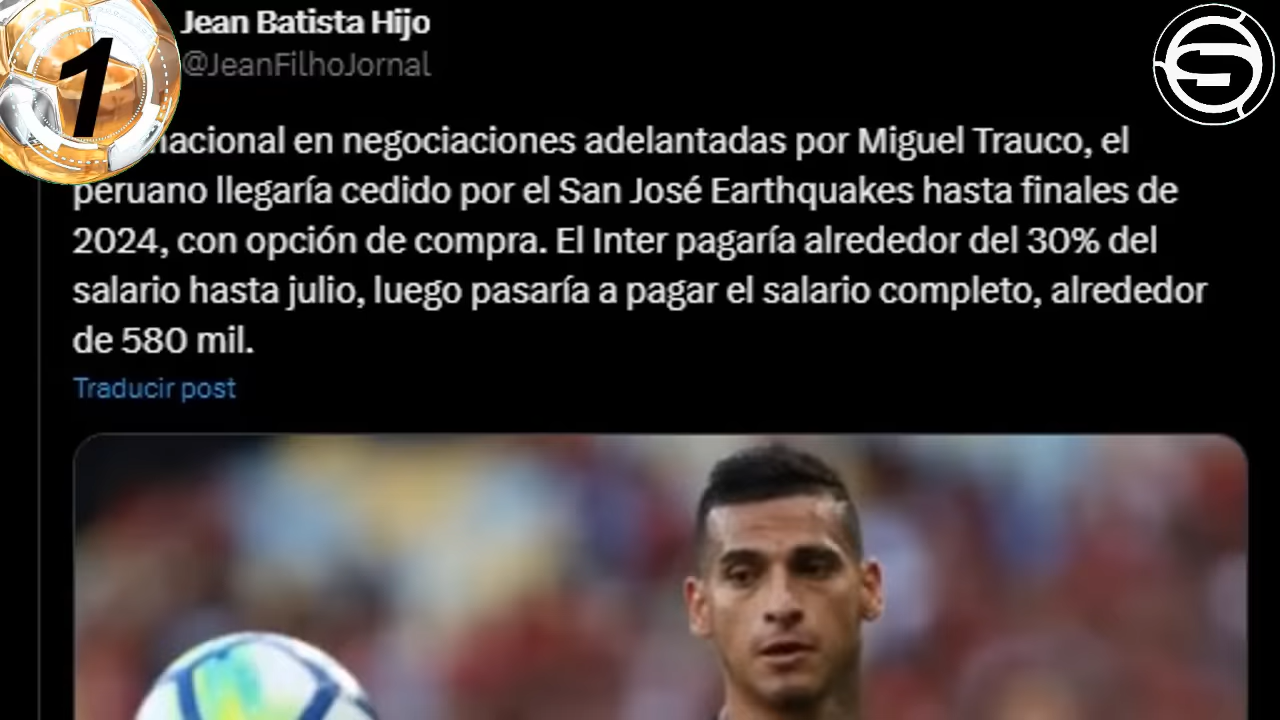 1
Jean Batista Hijo
@JeanFilhoJornal
en negociaciones adelantadas por Miguel Trauco, el
peruano llegaría cedido por el San José Earthquakes hasta finales de
2024, con opción de compra. El Inter pagaría alrededor del 30% del
salario hasta julio, luego pasaría a pagar el salario completo, alrededor
de 580 mil.
Traducir post